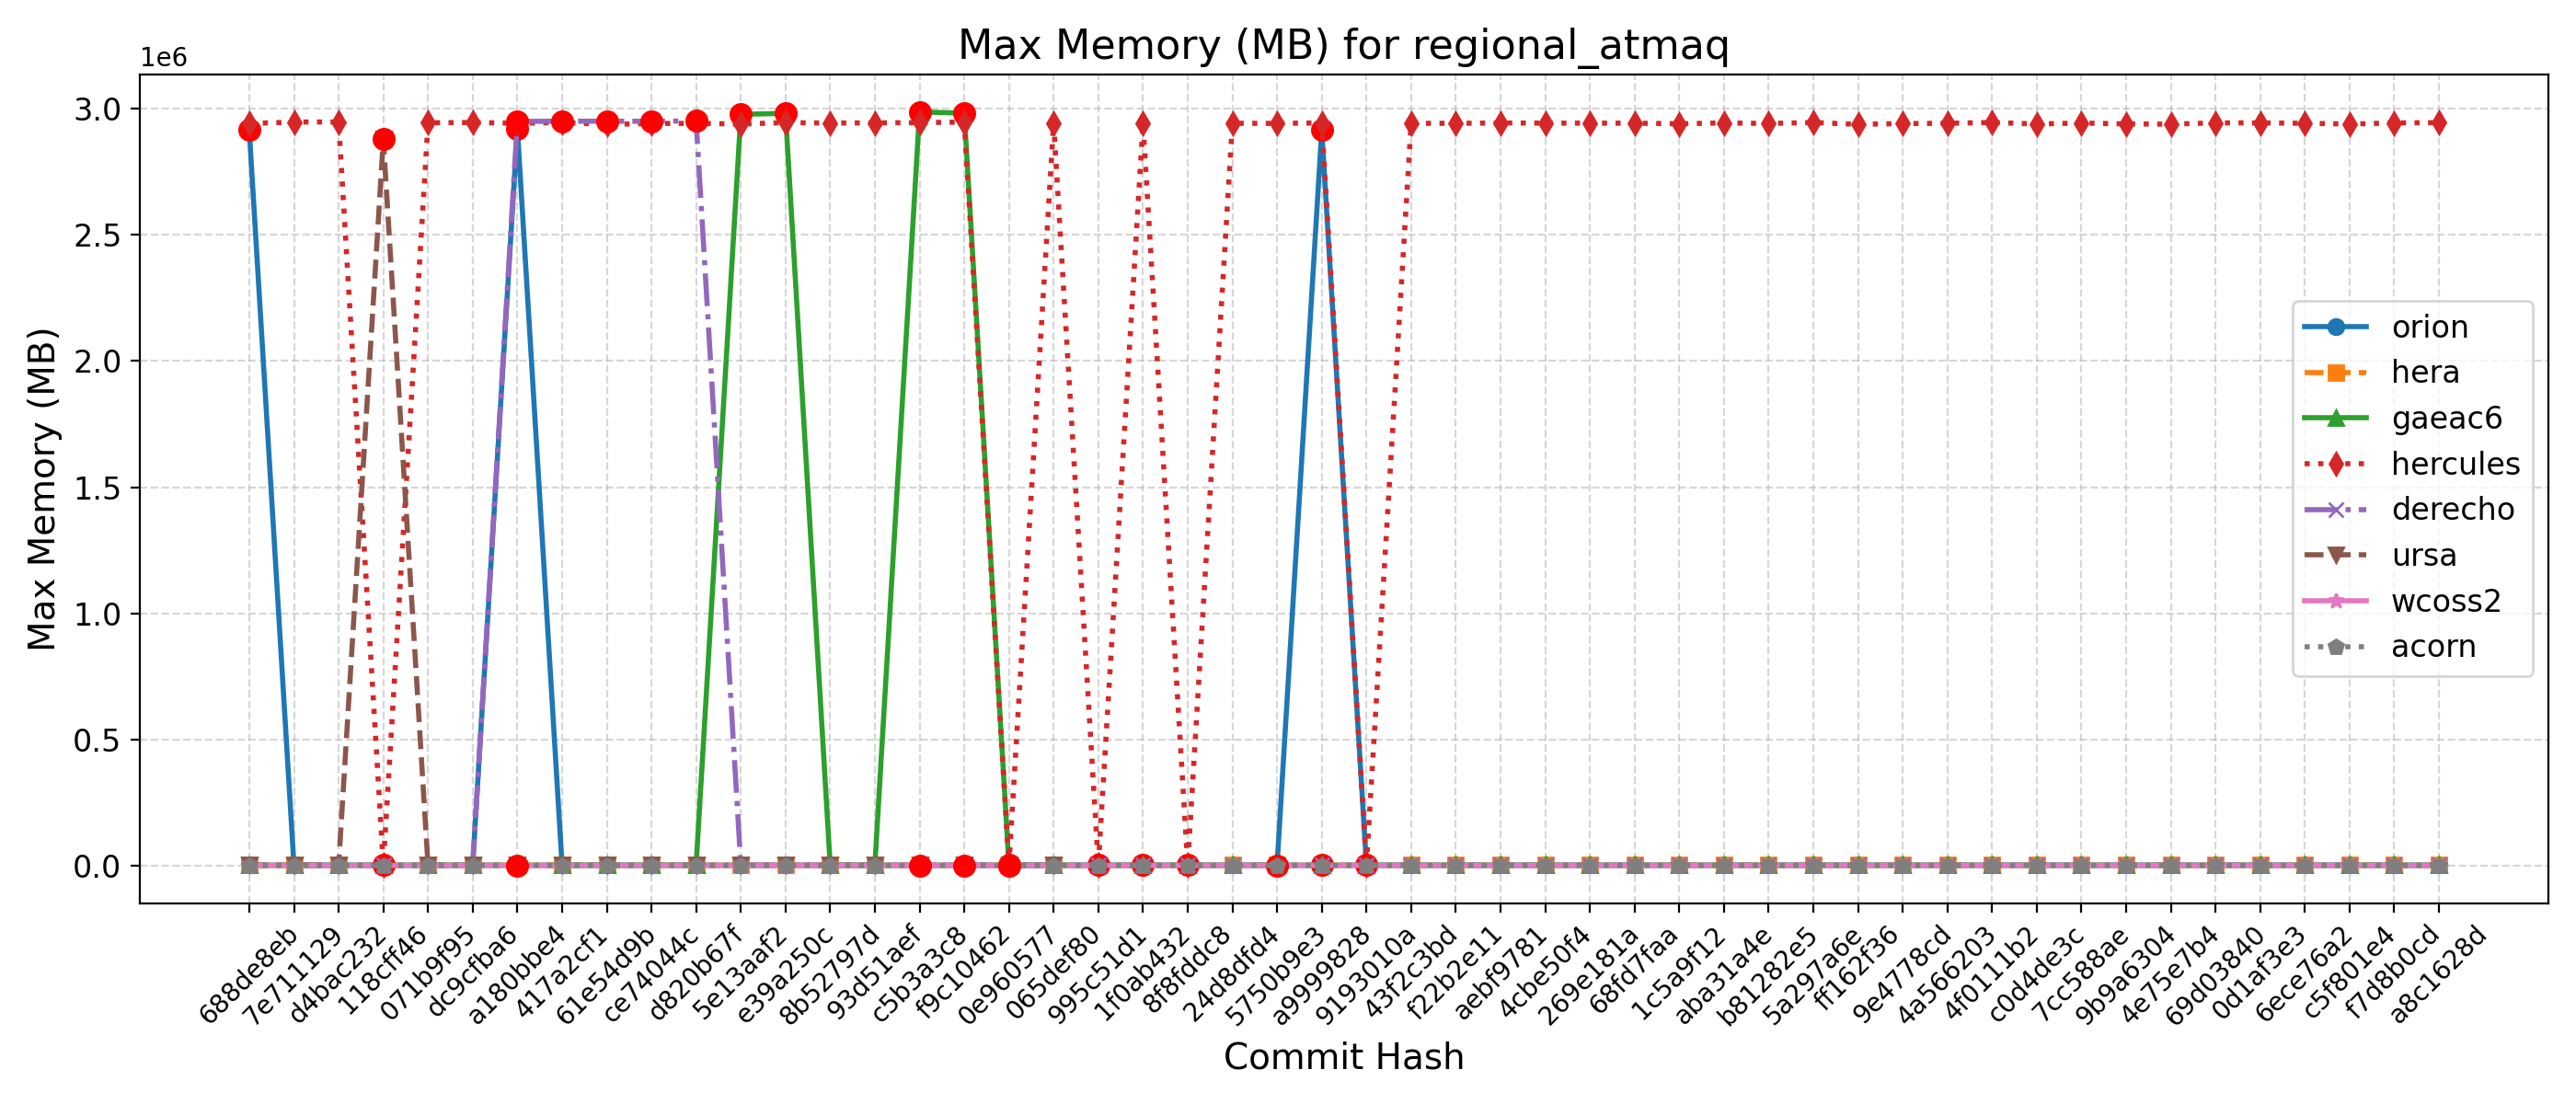 Max Memory (MB) for regional_atmaq
1e6
3.0
2.5
2.0
1.5
1.0
0.5
0.0
Max Memory (MB)
orion
hera
gaeac6
hercules
derecho
ursa
wcoss2
acorn
688de8eb
7e711129
d4bac232
118cff46
071b9f95
dc9cfba6
a180bbe4
417a2cf1
61e54d9b
ce74044c
d820b67f
5e13aaf2
e39a250c
8b52797d
93d51aef
c5b3a3c8
f9c10462
0e960577
065def80
995c51d1
1f0ab432
8f8fddc8
24d8dfd4
5750b9e3
a9999828
9193010a
43f2c3bd
f22b2e11
aebf9781
4cbe50f4
269e181a
68fd7faa
1c5a9f12
aba31a4e
b81282e5
5a297a6e
ff162f36
9e4778cd
4a566203
4f0111b2
c0d4de3c
7cc588ae
9b9a6304
4e75e7b4
69d03840
0d1af3e3
6ece76a2
c5f801e4
f7d8b0cd
a8c1628d
Commit Hash